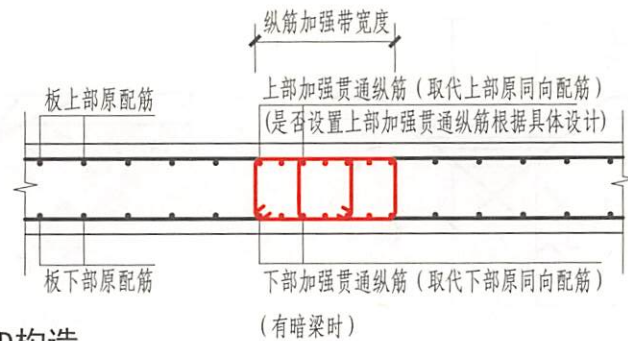 纵筋加强带宽度
板上部原配筋
上部加强贯通纵筋(取代上部原同向配筋)
(是否设置上部加强贯通纵筋根据具体设计)
板下部原配筋
下部加强贯通纵筋(取代下部原同向配筋)
(有暗梁时)
构造